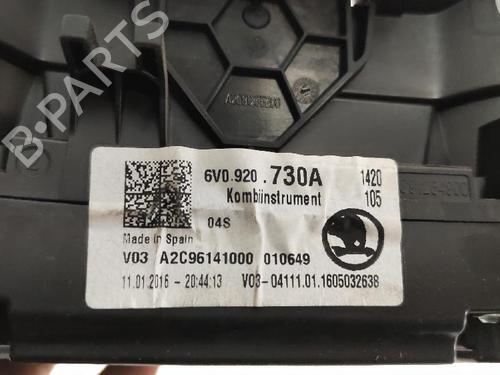 B-PARTS
6V0.920.730A
1420
Kombiinstrument
105
04S
Made in Spain
V03 A2C96141000 010649
11.01.2016 - 20:44:13 V03-04111.01.1605032638